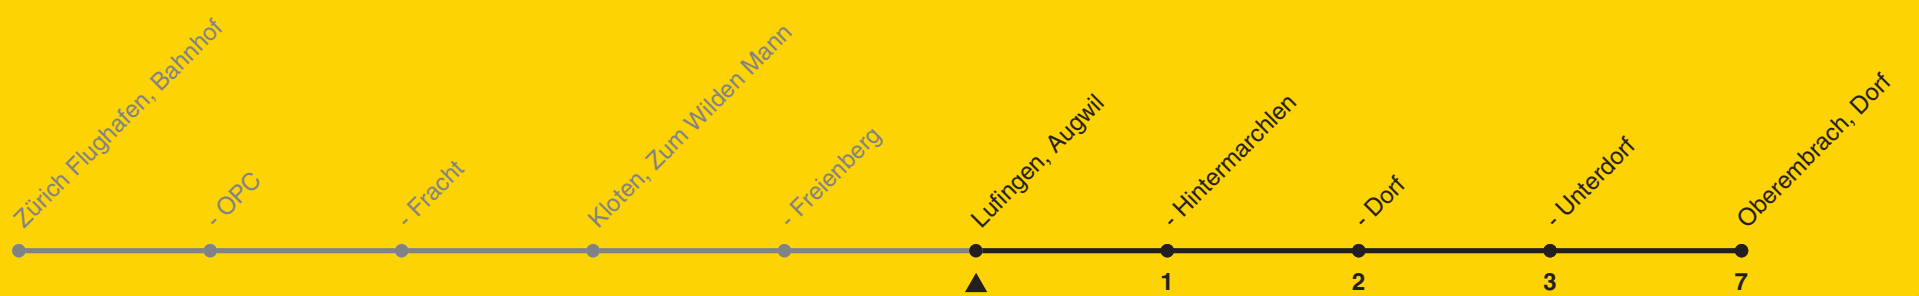 Zürich Flughafen, Bahnhof
- OPC
- Fracht
Kloten, Zum Wilden Mann
- Freienberg
Lufingen, Augwil
- Hintermarchlen
- Dorf
- Unterdorf
Oberembrach, Dorf
1 2 3 7